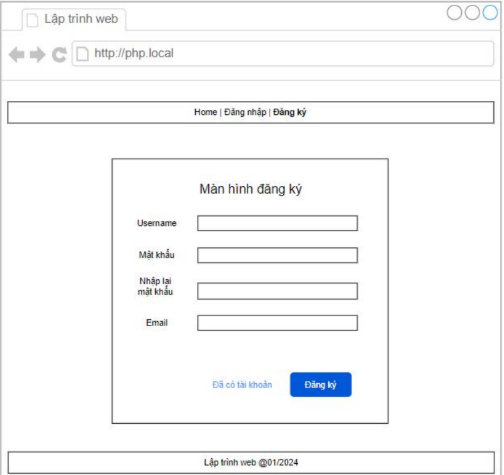 Lập trình web
http://php.local
Home | Đăng nhập | Đăng ký
Màn hình đăng ký
Username
Mật khẩu
Nhập lại
mật khẩu
Email
Đã có tài khoản
Đăng ký
Lập trình web @01/2024